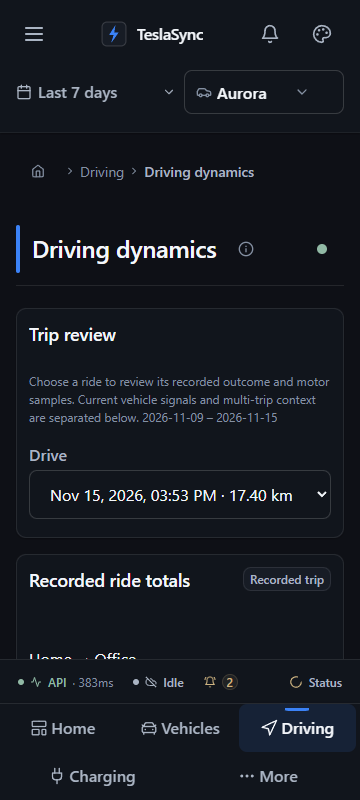 TeslaSync
Last 7 days
Aurora
Driving
Driving dynamics
Driving dynamics
Trip review
Choose a ride to review its recorded outcome and motor
samples. Current vehicle signals and multi-trip context
are separated below. 2026-11-09 – 2026-11-15
Drive
Nov 15, 2026, 03:53 PM · 17.40 km
Recorded ride totals
Recorded trip
Home → Office
API · 383ms
Idle
2
Status
Home
Vehicles
Driving
Charging
More